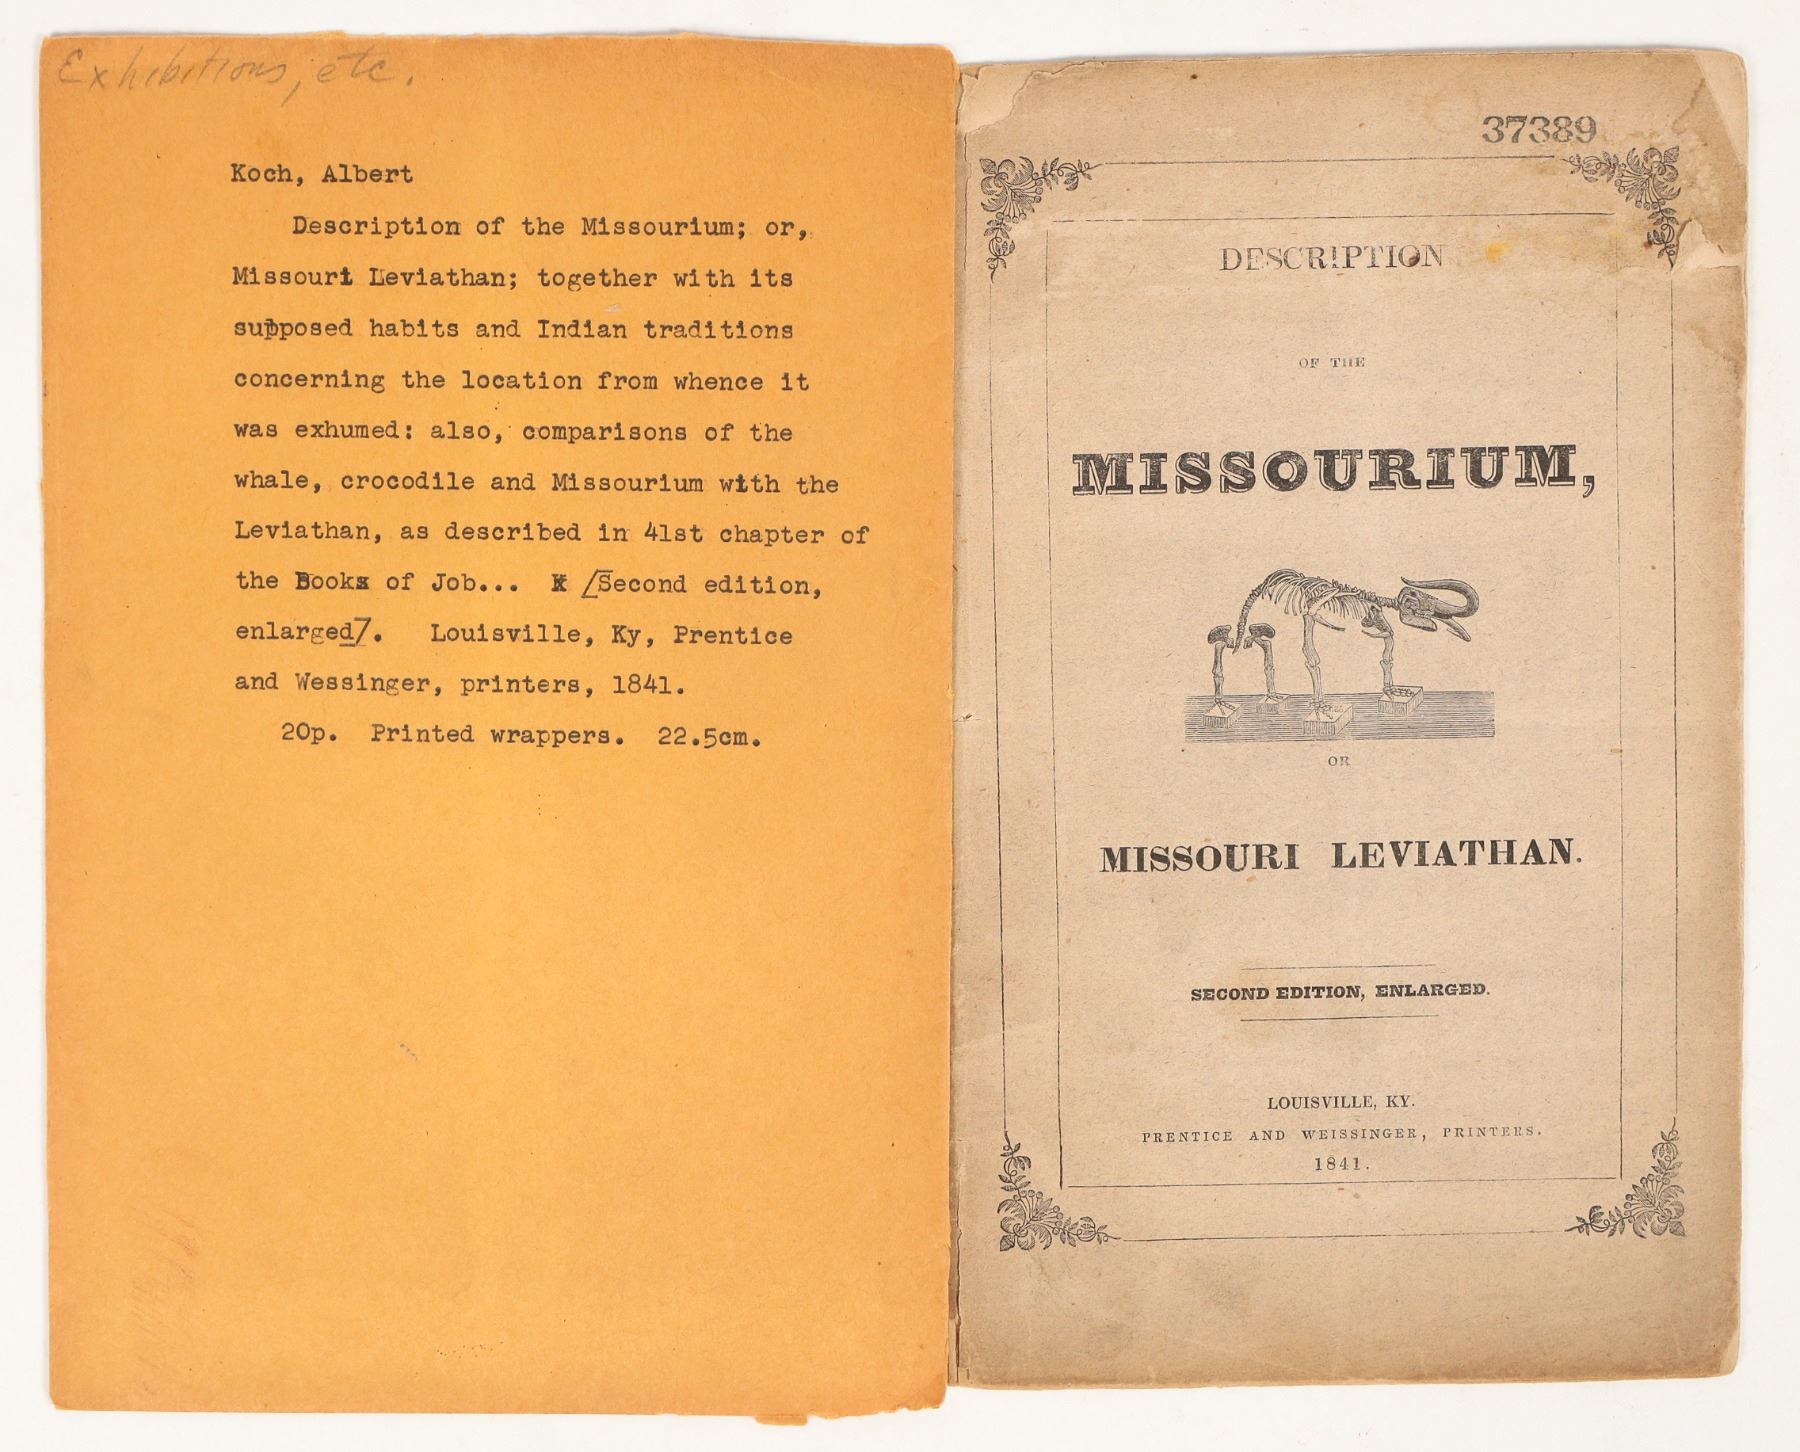 Exhibitions, etc.
Koch, Albert
Description of the Missourium; or,
Missouri Leviathan; together with its
supposed habits and Indian traditions
concerning the location from whence it
was exhumed: also, comparisons of the
whale, crocodile and Missourium with the
Leviathan, as described in 41st chapter of
the Books of Job... [Second edition,
enlarged]. Louisville, Ky, Prentice
and Wessinger, printers, 1841.
20p. Printed wrappers. 22.5cm.
37389
DESCRIPTION
OF THE
MISSOURIUM,
OR
MISSOURI LEVIATHAN.
SECOND EDITION, ENLARGED.
LOUISVILLE, KY.
PRENTICE AND WEISSINGER, PRINTERS.
1841.